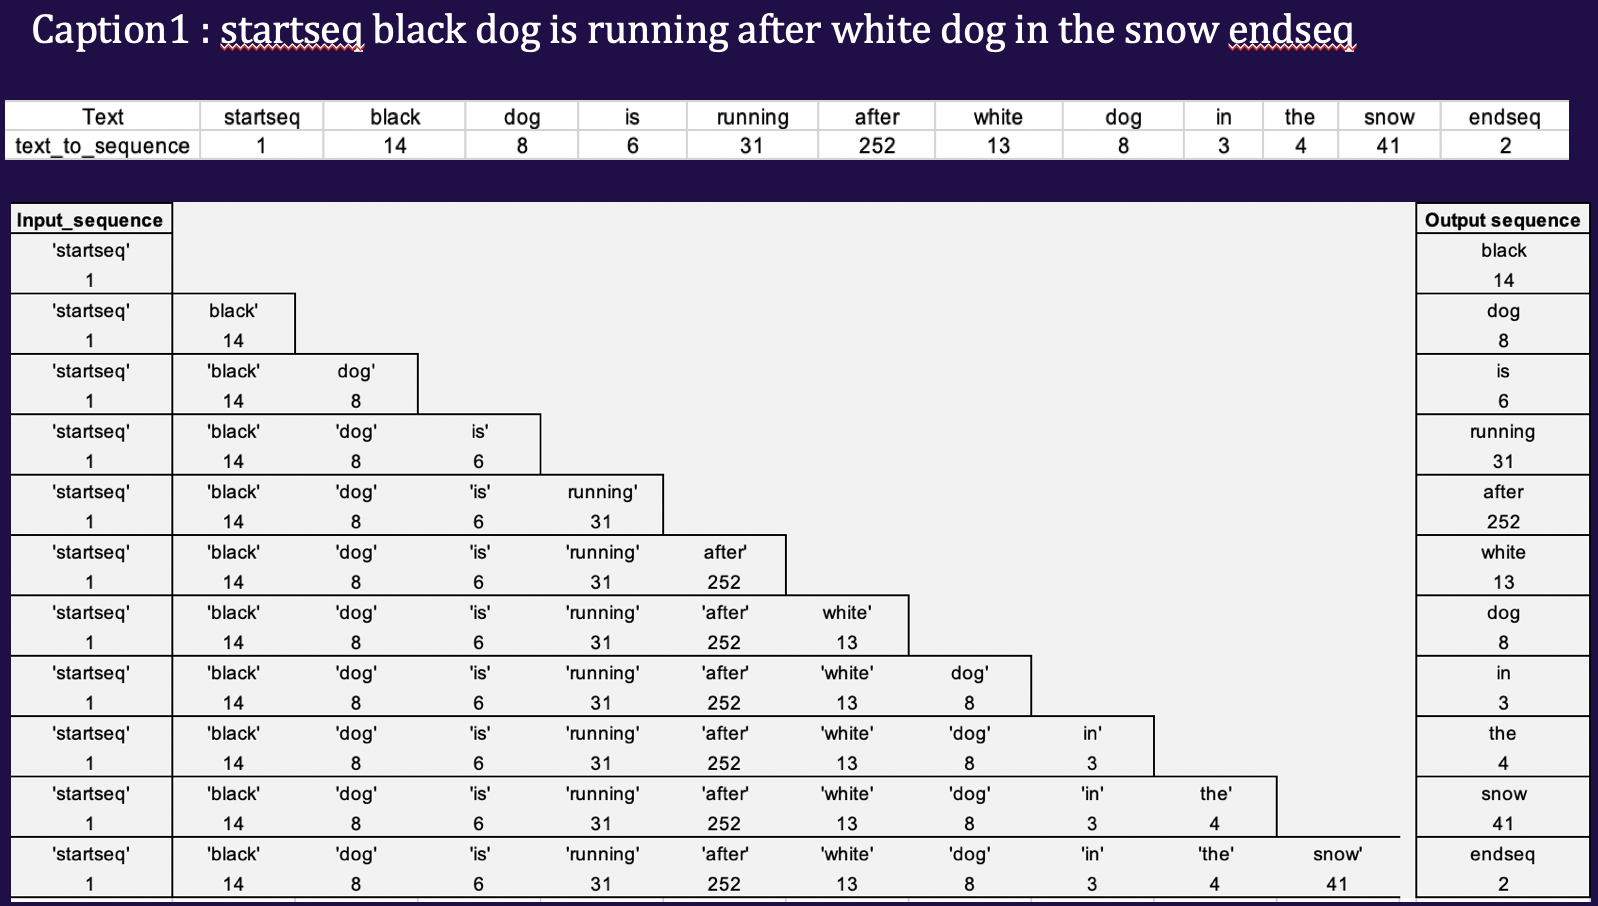 Caption1 : startseq black dog is running after white dog in the snow endseq
Text startseq black dog is running after white dog in the snow endseq
text_to_sequence 1 14 8 6 31 252 13 8 3 4 41 2
Input_sequence Output sequence
'startseq' black
1 14
'startseq' black' dog
1 14 8
'startseq' 'black' dog' is
1 14 8 6
'startseq' 'black' 'dog' is' running
1 14 8 6 31
'startseq' 'black' 'dog' 'is' running' after
1 14 8 6 31 252
'startseq' 'black' 'dog' 'is' 'running' after' white
1 14 8 6 31 252 13
'startseq' 'black' 'dog' 'is' 'running' 'after' white' dog
1 14 8 6 31 252 13 8
'startseq' 'black' 'dog' 'is' 'running' 'after' 'white' dog' in
1 14 8 6 31 252 13 8 3
'startseq' 'black' 'dog' 'is' 'running' 'after' 'white' 'dog' in' the
1 14 8 6 31 252 13 8 3 4
'startseq' 'black' 'dog' 'is' 'running' 'after' 'white' 'dog' 'in' the' snow
1 14 8 6 31 252 13 8 3 4 41
'startseq' 'black' 'dog' 'is' 'running' 'after' 'white' 'dog' 'in' 'the' snow' endseq
1 14 8 6 31 252 13 8 3 4 41 2